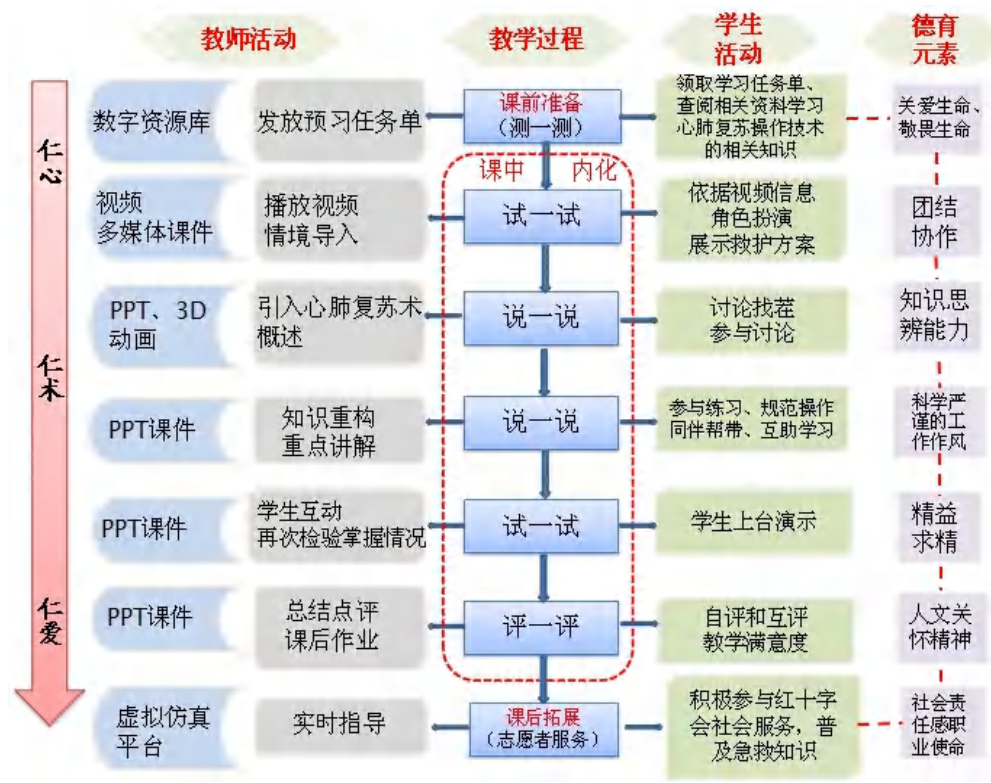 教师活动
教学过程
学生
活动
德育
元素
仁心
仁术
仁爱
数字资源库
发放预习任务单
课前准备
(测一测)
领取学习任务单、
查阅相关资料学习
心肺复苏操作技术
的相关知识
关爱生命、
敬畏生命
课中 内化
视频
多媒体课件
播放视频
情境导入
试一试
依据视频信息
角色扮演
展示救护方案
团结
协作
PPT、3D
动画
引入心肺复苏术
概述
说一说
讨论找茬
参与讨论
知识思
辨能力
PPT课件
知识重构
重点讲解
说一说
参与练习、规范操作
同伴帮带、互助学习
科学严
谨的工
作作风
PPT课件
学生互动
再次检验掌握情况
试一试
学生上台演示
精益
求精
PPT课件
总结点评
课后作业
评一评
自评和互评
教学满意度
人文关
怀精神
虚拟仿真
平台
实时指导
课后拓展
(志愿者服务)
积极参与红十字
会社会服务，普
及急救知识
社会责
任感职
业使命